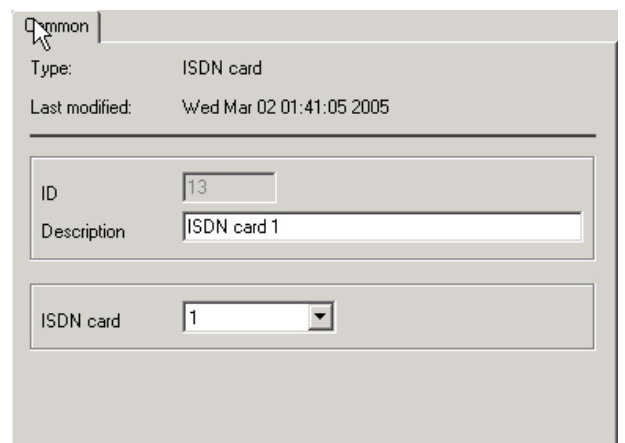 Common
Type: ISDN card
Last modified: Wed Mar 02 01:41:05 2005
ID 13
Description ISDN card 1
ISDN card 1